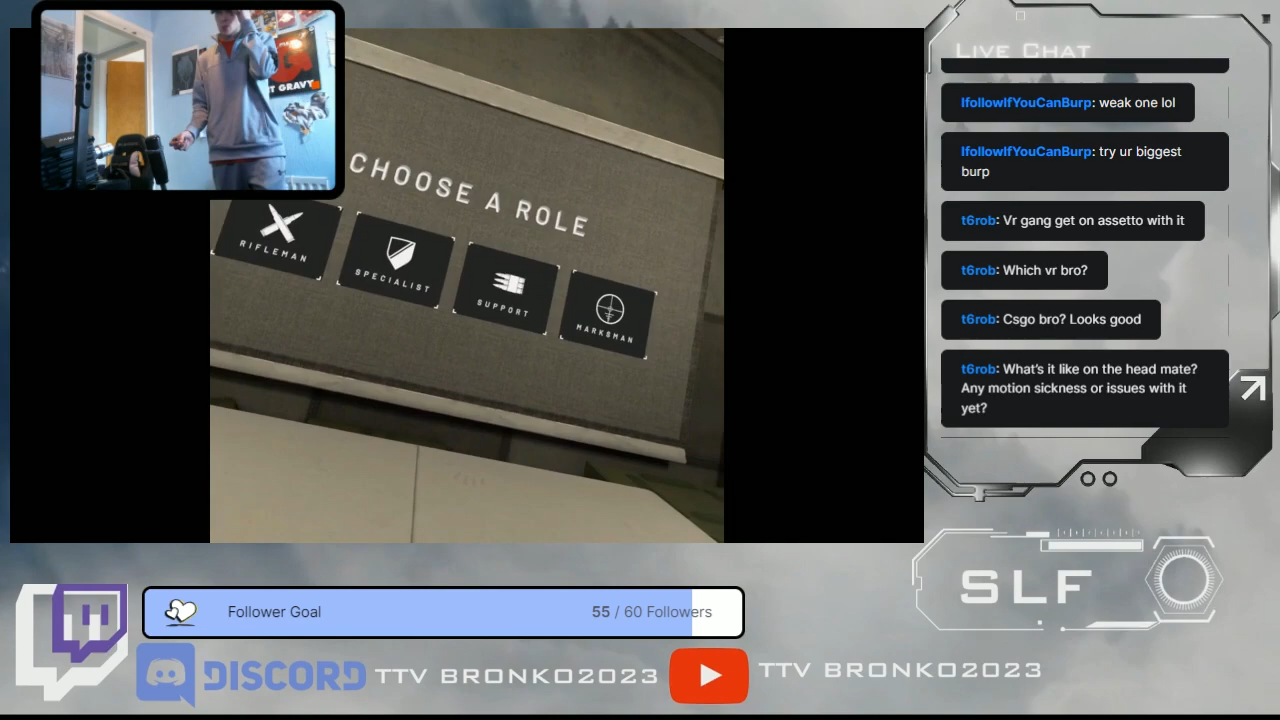 T GRAVY
CHOOSE A ROLE
RIFLEMAN
SPECIALIST
SUPPORT
MARKSMAN
LIVE CHAT
IfollowIfYouCanBurp: weak one lol
IfollowIfYouCanBurp: try ur biggest
burp
t6rob: Vr gang get on assetto with it
t6rob: Which vr bro?
t6rob: Csgo bro? Looks good
t6rob: What's it like on the head mate?
Any motion sickness or issues with it
yet?
SLF
Follower Goal
55 / 60 Followers
DISCORD
TTV BRONKO2023
TTV BRONKO2023